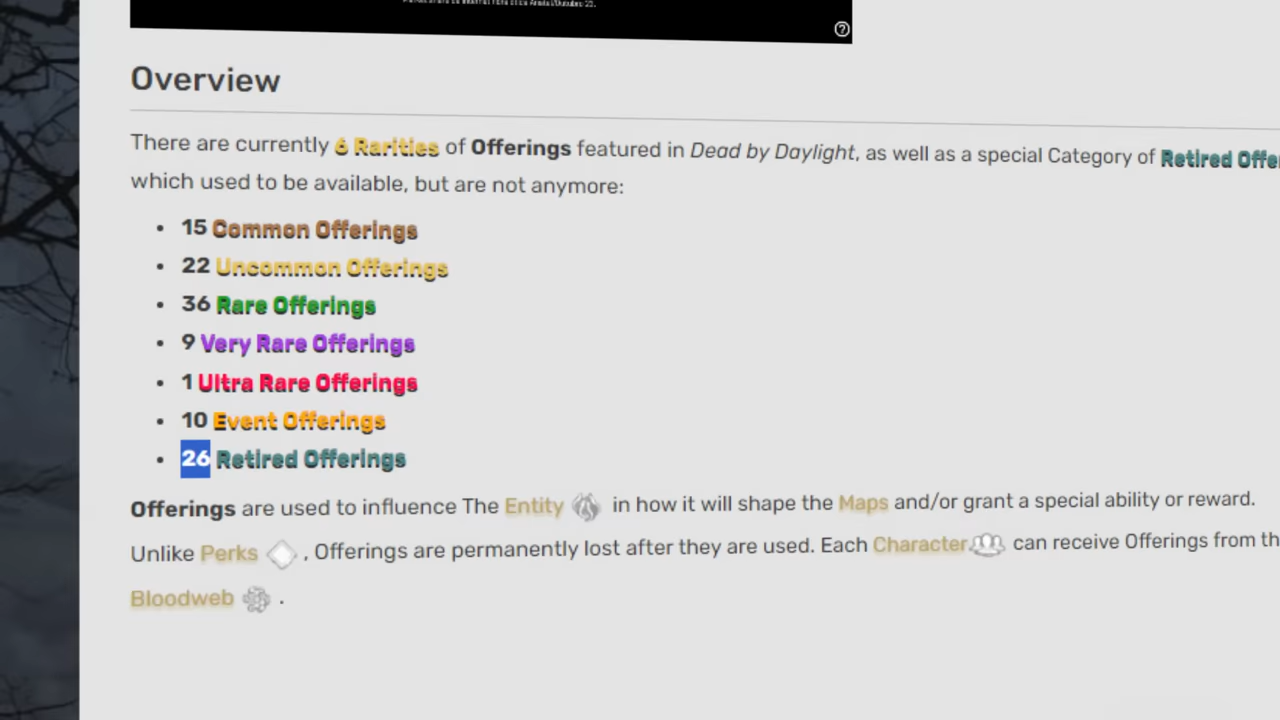 Overview
There are currently 6 Rarities of Offerings featured in Dead by Daylight, as well as a special Category of Retired
which used to be available, but are not anymore:
• 15 Common Offerings
• 22 Uncommon Offerings
• 36 Rare Offerings
• 9 Very Rare Offerings
• 1 Ultra Rare Offerings
• 10 Event Offerings
• 26 Retired Offerings
Offerings are used to influence The Entity in how it will shape the Maps and/or grant a special ability or reward.
Unlike Perks , Offerings are permanently lost after they are used. Each Character can receive Offerings from
Bloodweb .